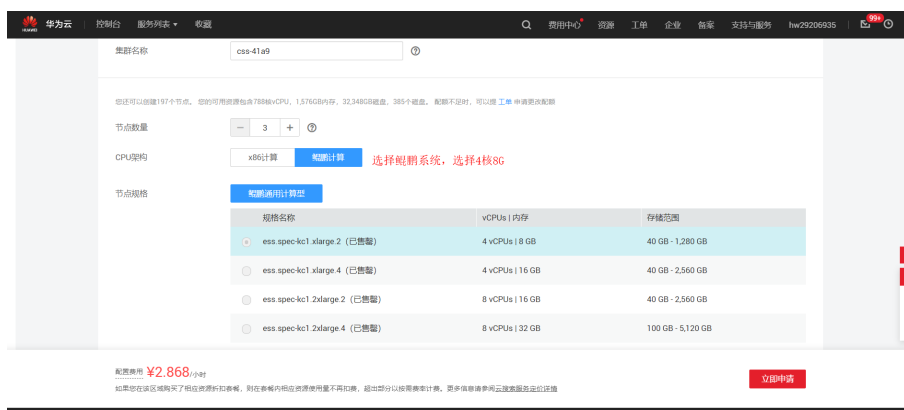 HUAWEI 华为云 控制台 服务列表 收藏 费用中心 资源 工单 企业 备案 支持与服务 hw29206935 99+
集群名称 css-41a9
您还可以创建197个节点。 您的可用资源包含788核vCPU，1,576GB内存，32,348GB磁盘，385个磁盘。 配额不足时，可以提 工单 申请更改配额
节点数量 3
CPU架构 x86计算 鲲鹏计算 选择鲲鹏系统，选择4核8G
节点规格 鲲鹏通用计算型
规格名称 vCPUs | 内存 存储范围
ess.spec-kc1.xlarge.2 (已售罄) 4 vCPUs | 8 GB 40 GB - 1,280 GB
ess.spec-kc1.xlarge.4 (已售罄) 4 vCPUs | 16 GB 40 GB - 2,560 GB
ess.spec-kc1.2xlarge.2 (已售罄) 8 vCPUs | 16 GB 40 GB - 2,560 GB
ess.spec-kc1.2xlarge.4 (已售罄) 8 vCPUs | 32 GB 100 GB - 5,120 GB
配置费用 ¥2.868/小时
如果您在该区域购买了相应资源折扣套餐，则在套餐内相应资源使用量不再扣费，超出部分以按需费率计费。更多信息请参阅云搜索服务定价详情
立即申请